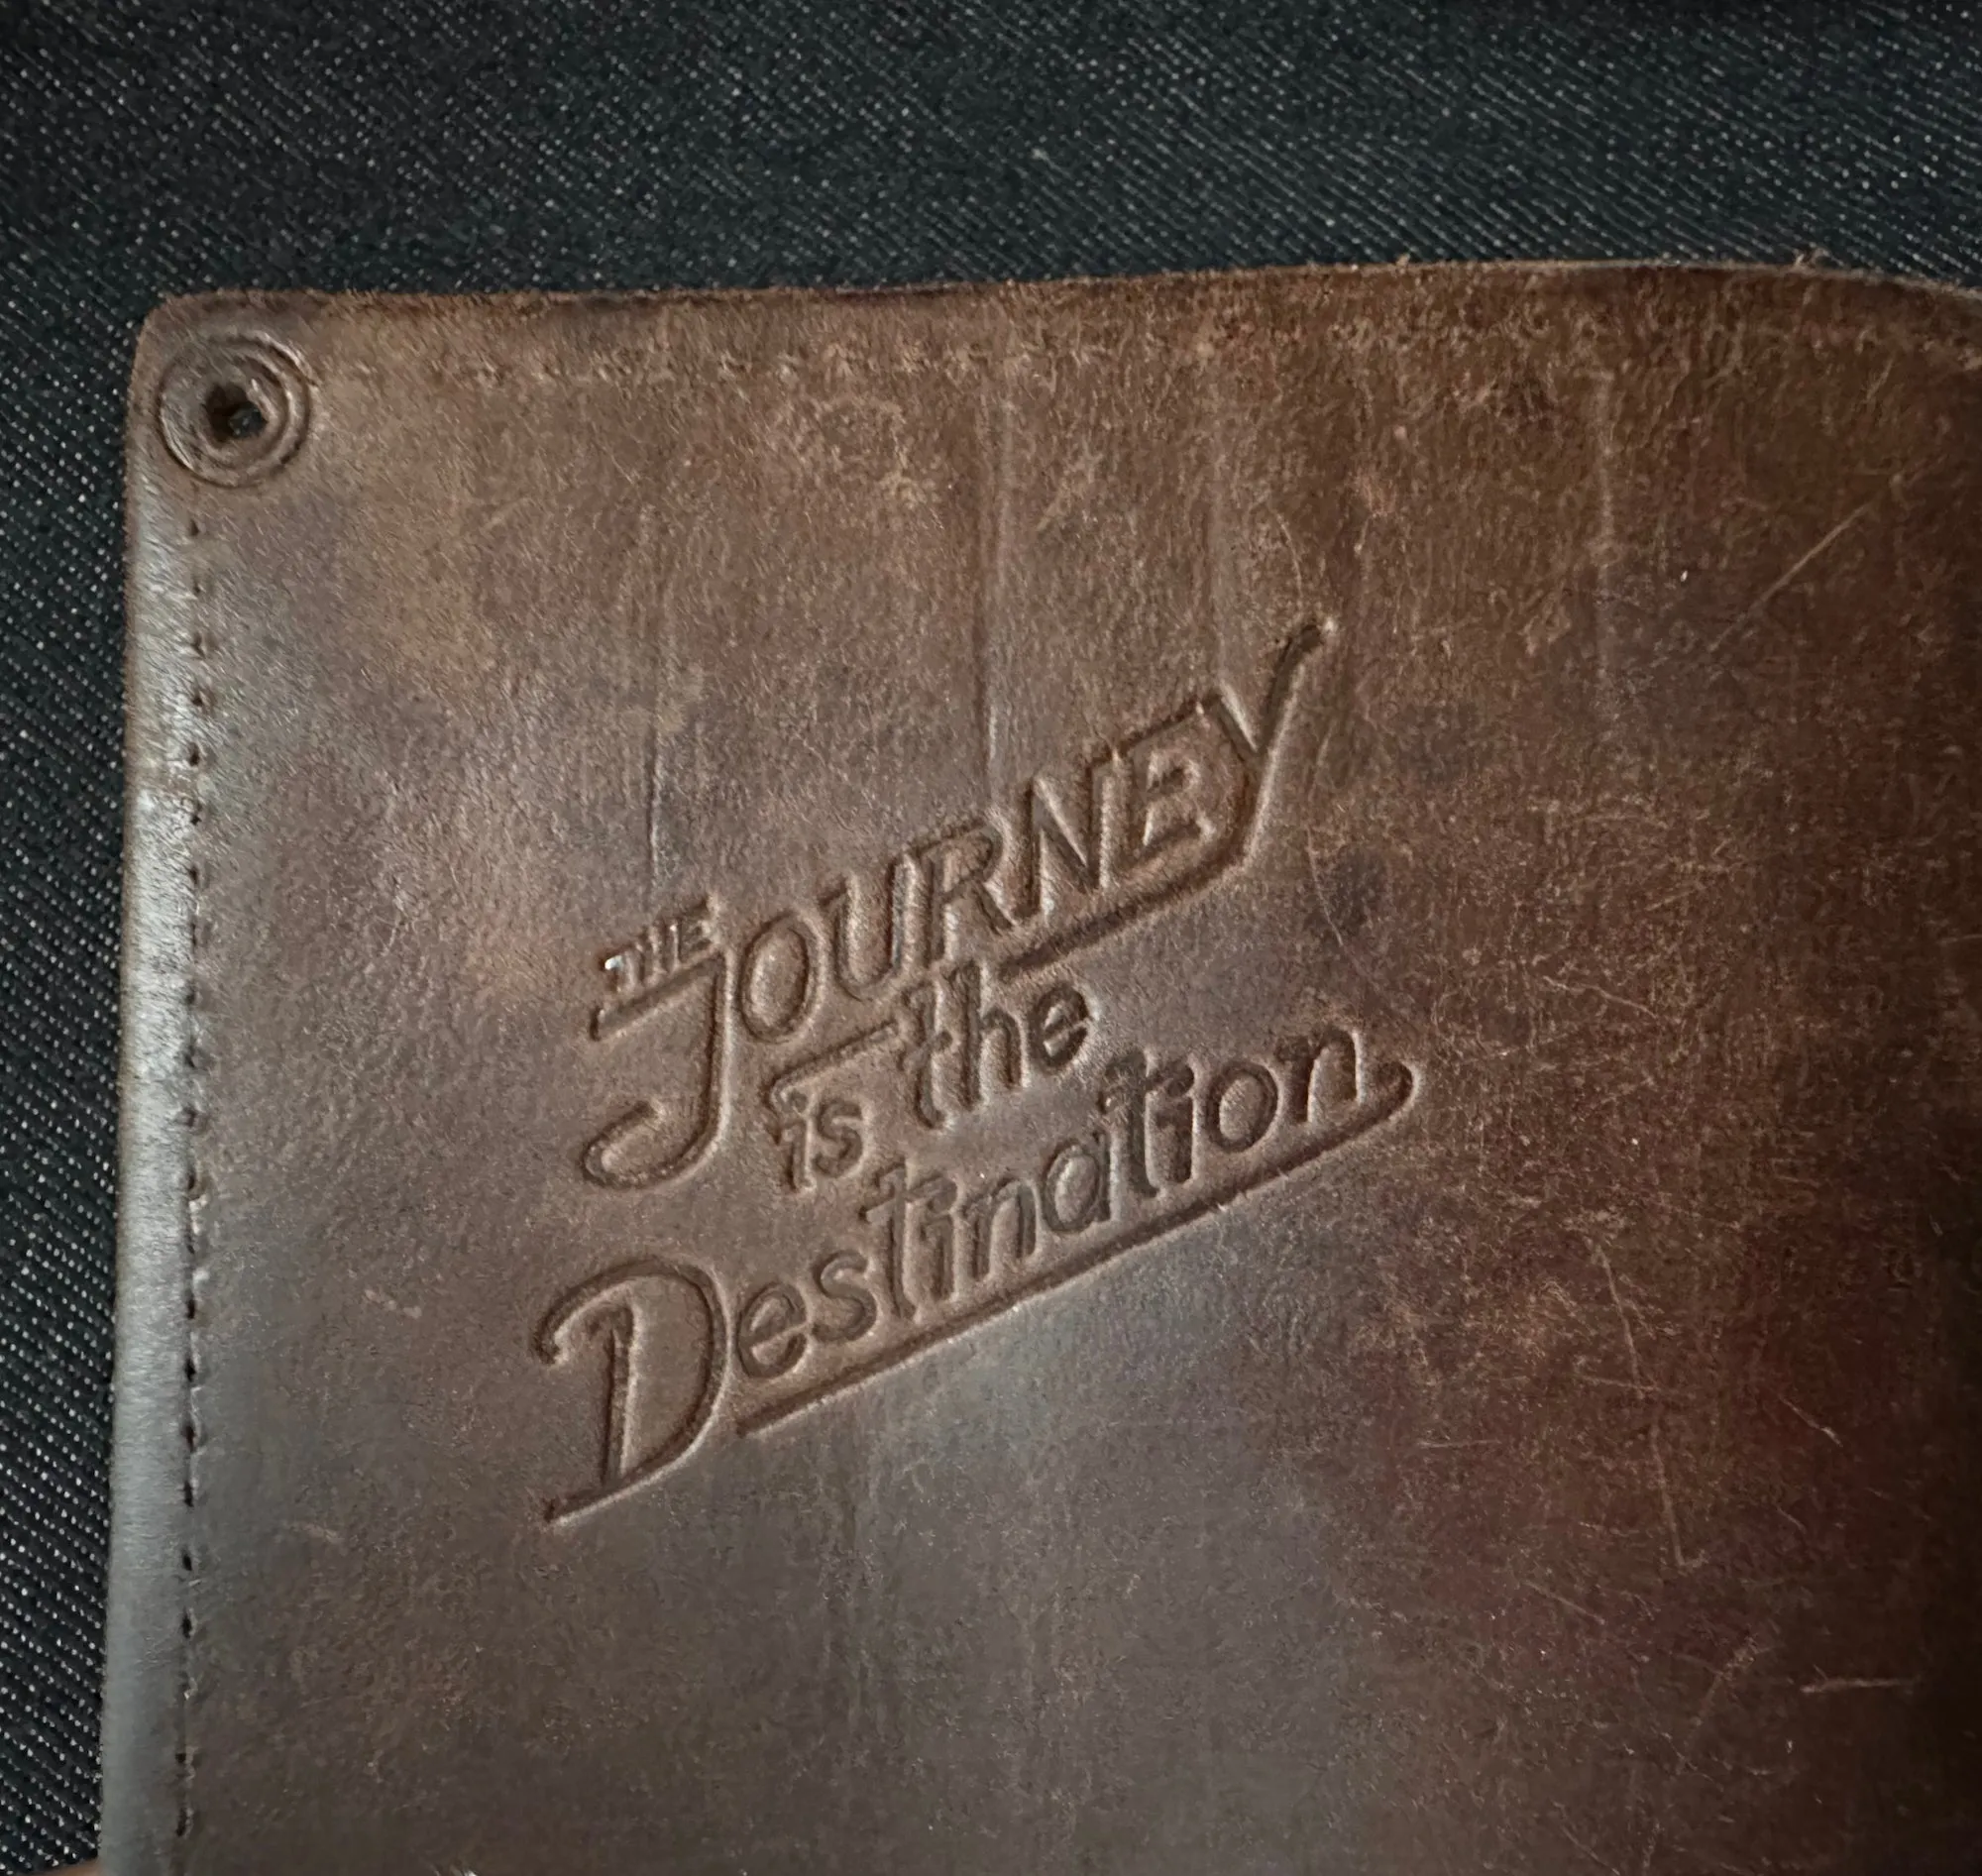 THE JOURNEY
is the
Destination